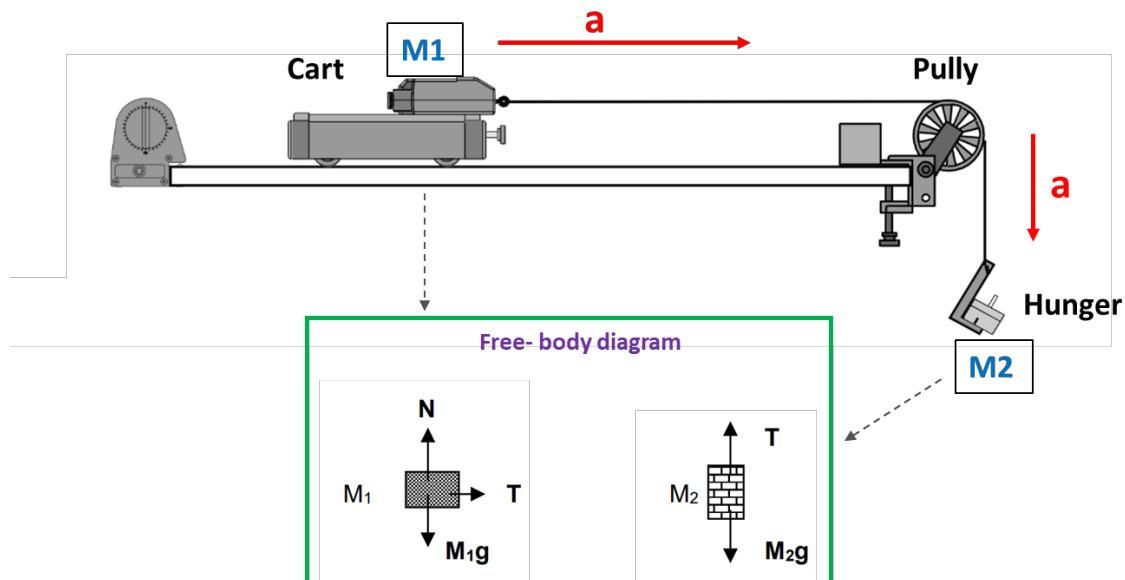 a
M1
Cart
Pully
a
Hunger
M2
Free- body diagram
N
M₁
T
M₁g
T
M₂
M₂g